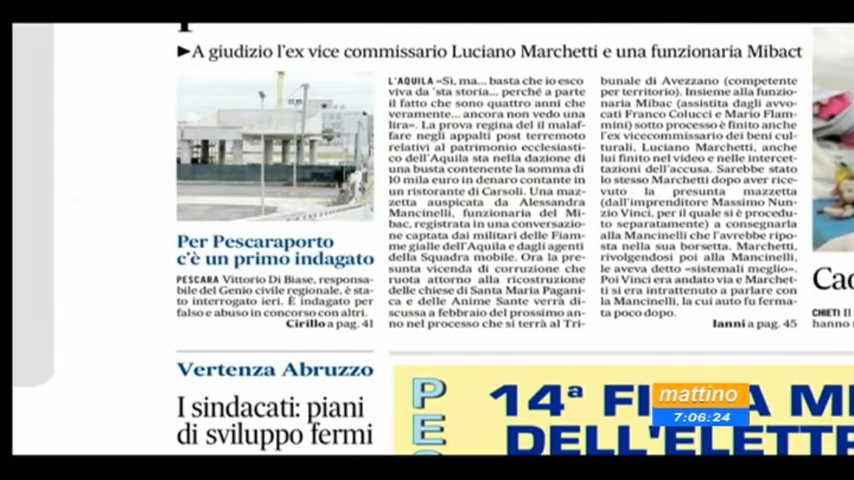 ►A giudizio l'ex vice commissario Luciano Marchetti e una funzionaria Mibact
L'AQUILA «Sì, ma... basta che io esco
viva da 'sta storia... perché a parte
il fatto che sono quattro anni che
veramente... ancora non vedo una
lira». La prova regina del il malaf-
fare negli appalti post terremoto
relativi al patrimonio ecclesiasti-
co dell'Aquila sta nella dazione di
una busta contenente la somma di
10 mila euro in denaro contante in
un ristorante di Carsoli. Una maz-
zetta auspicata da Alessandra
Mancinelli, funzionaria del Mi-
bac, registrata in una conversazio-
ne captata dai militari delle Fiam-
me gialle dell'Aquila e dagli agenti
della Squadra mobile. Ora la pre-
sunta vicenda di corruzione che
ruota attorno alla ricostruzione
delle chiese di Santa Maria Paganí-
ca e delle Anime Sante verrà di-
scussa a febbraio del prossimo an-
no nel processo che si terrà al Tri-
bunale di Avezzano (competente
per territorio). Insieme alla funzio-
naria Mibac (assistita dagli avvo-
cati Franco Colucci e Mario Flam-
mini) sotto processo è finito anche
l'ex vicecommissario dei beni cul-
turali, Luciano Marchetti, anche
lui finito nel video e nelle intercet-
tazioni dell'accusa. Sarebbe stato
lo stesso Marchetti dopo aver rice-
vuto la presunta mazzetta
(dall'imprenditore Massimo Nun-
zio Vinci, per il quale si è procedu-
to separatamente) a consegnarla
alla Mancinelli che l'avrebbe ripo-
sta nella sua borsetta. Marchetti,
rivolgendosi poi alla Mancinelli,
le aveva detto «sistemali meglio».
Poi Vinci era andato via e Marchet-
ti si era intrattenuto a parlare con
la Mancinelli, la cui auto fu ferma-
ta poco dopo.
Ianni a pag. 45
Per Pescaraporto
c'è un primo indagato
PESCARA Vittorio Di Biase, responsa-
bile del Genio civile regionale, è sta-
to interrogato ieri. È indagato per
falso e abuso in concorso con altri.
Cirillo a pag. 41
Vertenza Abruzzo
I sindacati: piani
di sviluppo fermi
PE
14ª FI A M
DELL'ELETT
CHIETI Il
hanno
mattino
7:06:24